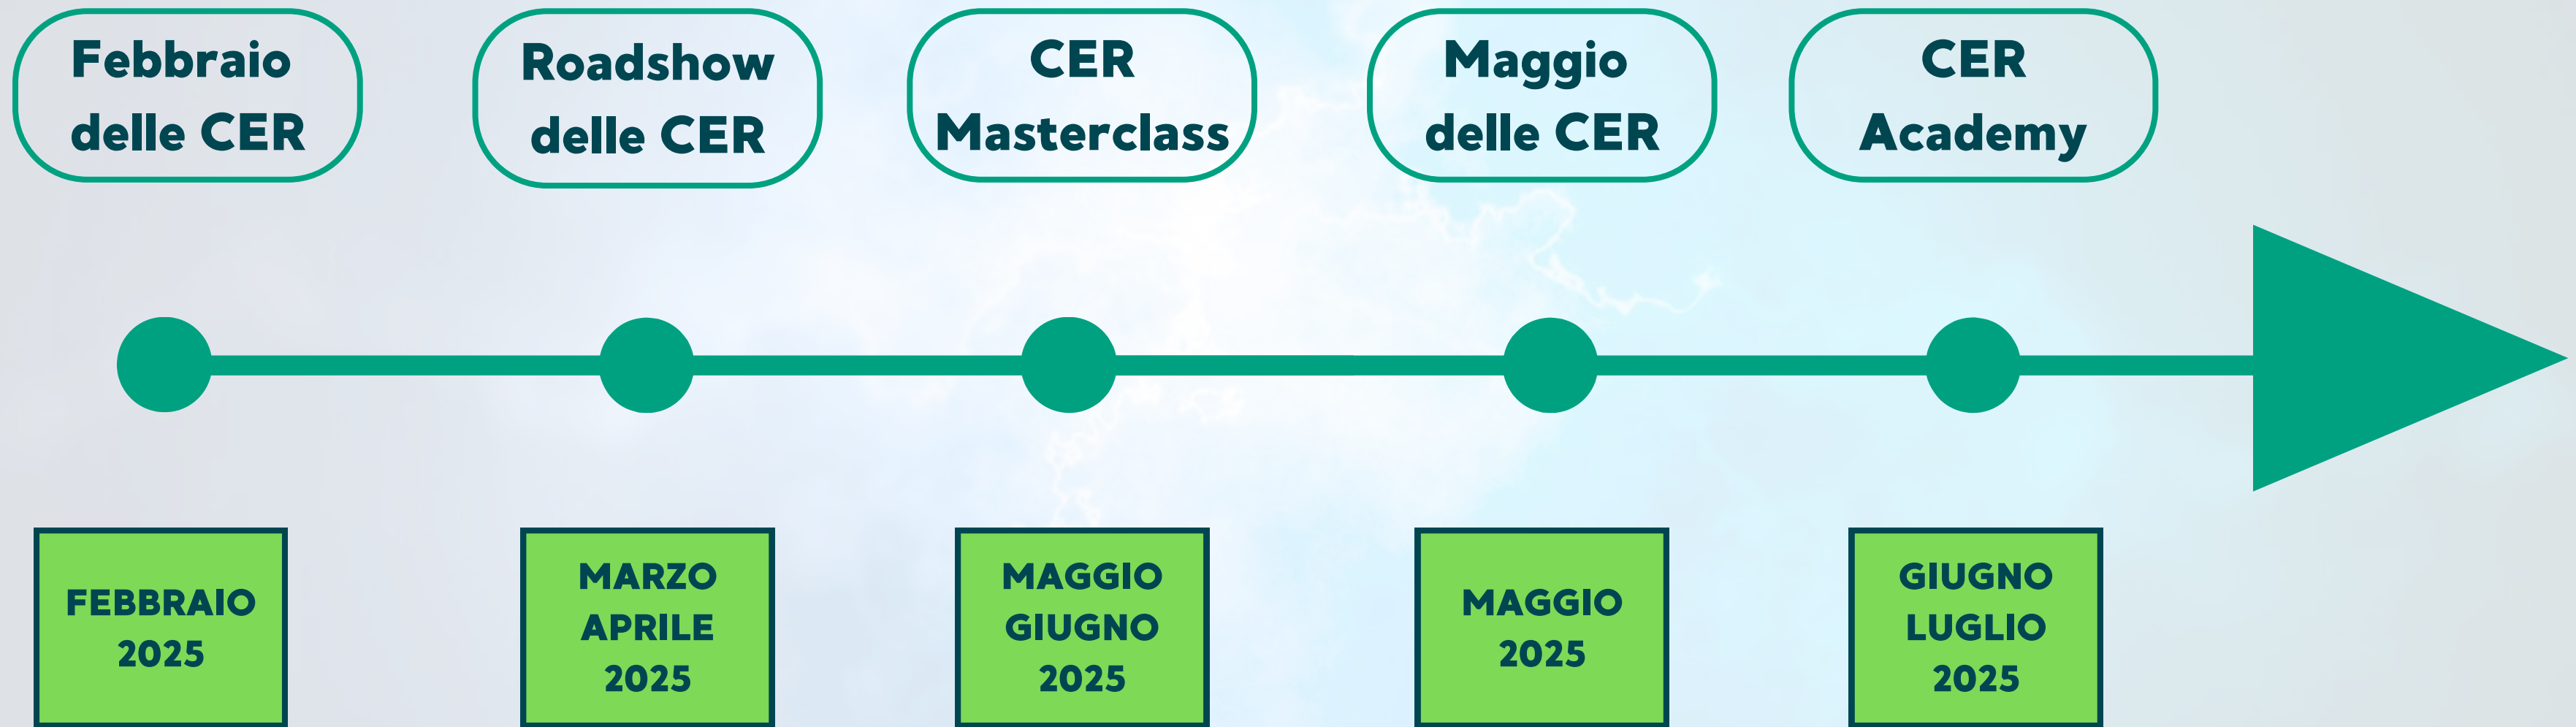 Febbraio
delle CER
Roadshow
delle CER
CER
Masterclass
Maggio
delle CER
CER
Academy
FEBBRAIO
2025
MARZO
APRILE
2025
MAGGIO
GIUGNO
2025
MAGGIO
2025
GIUGNO
LUGLIO
2025